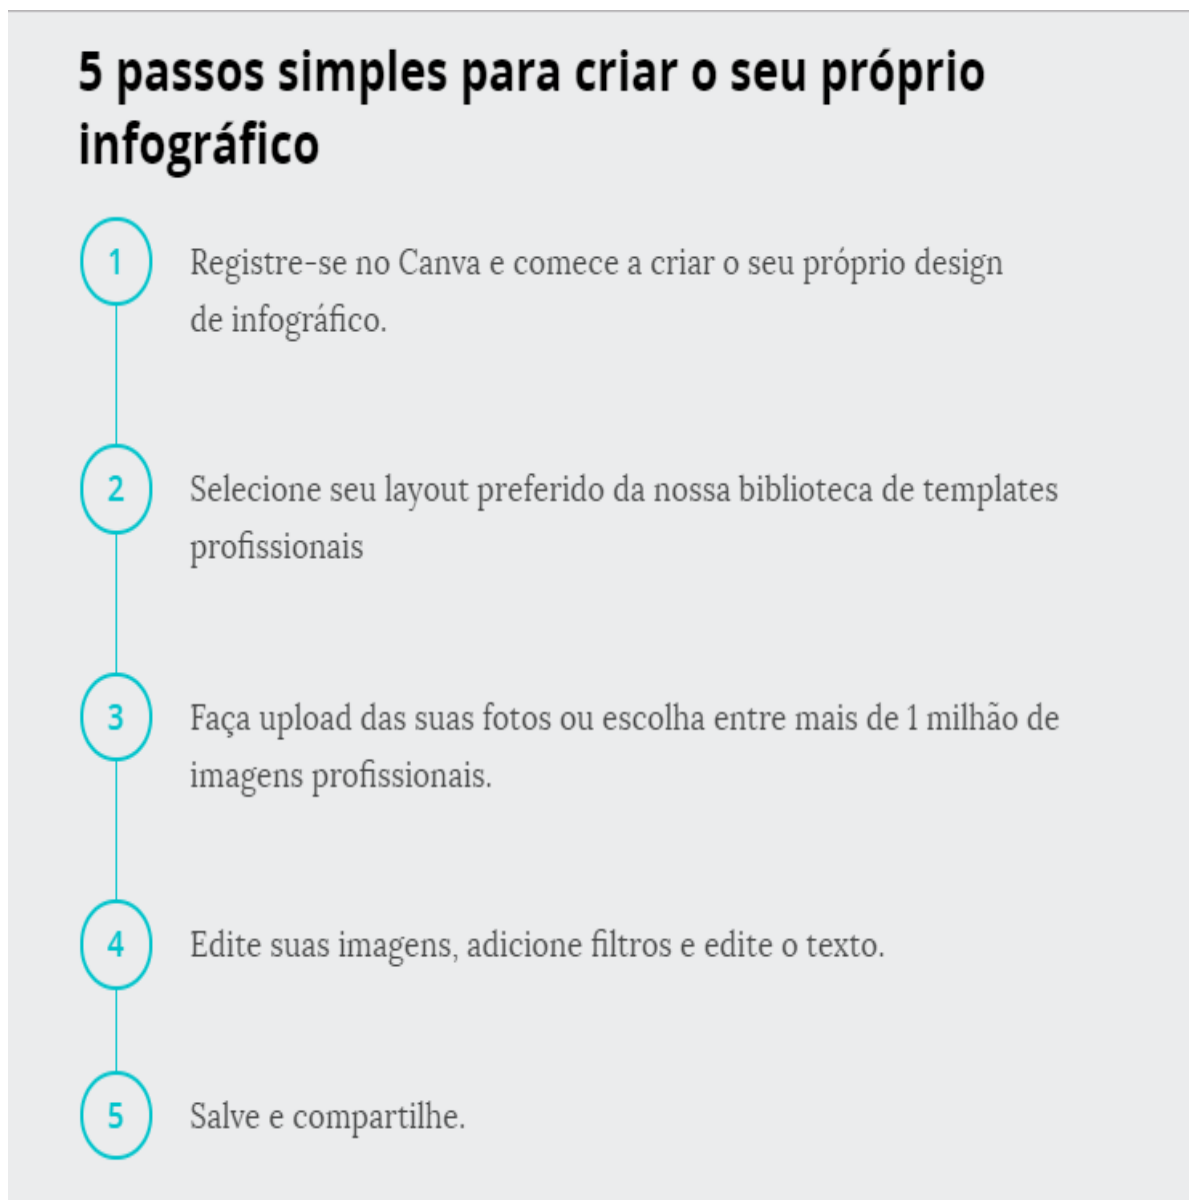 5 passos simples para criar o seu próprio
infográfico
1 Registre-se no Canva e comece a criar o seu próprio design
de infográfico.
2 Selecione seu layout preferido da nossa biblioteca de templates
profissionais
3 Faça upload das suas fotos ou escolha entre mais de 1 milhão de
imagens profissionais.
4 Edite suas imagens, adicione filtros e edite o texto.
5 Salve e compartilhe.